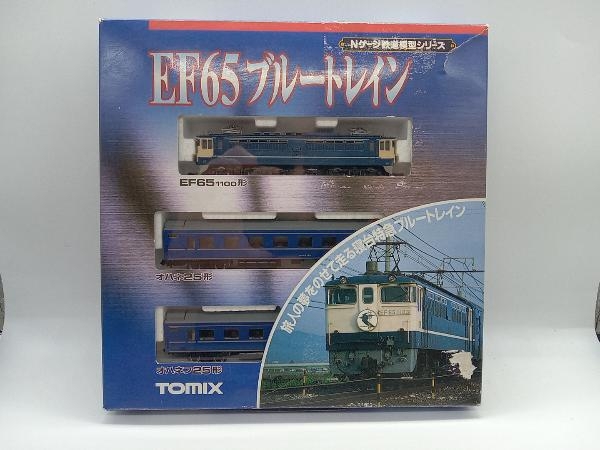 Nゲージ鉄道模型シリーズ
EF65ブルートレイン
EF65 1100形
オハネ25形
旅人の夢をのせて走る寝台特急ブルートレイン
オハネフ25形
TOMIX